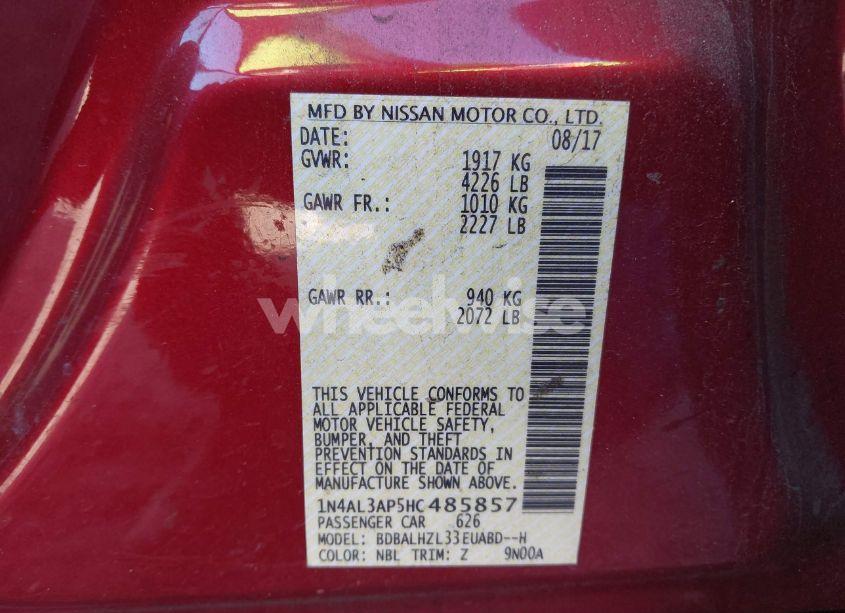 MFD BY NISSAN MOTOR CO., LTD.
DATE: 08/17
GVWR: 1917 KG
4226 LB
GAWR FR.: 1010 KG
2227 LB
GAWR RR.: 940 KG
2072 LB
wheelwise
THIS VEHICLE CONFORMS TO
ALL APPLICABLE FEDERAL
MOTOR VEHICLE SAFETY,
BUMPER, AND THEFT
PREVENTION STANDARDS IN
EFFECT ON THE DATE OF
MANUFACTURE SHOWN ABOVE.
1N4AL3AP5HC485857
PASSENGER CAR 626
MODEL: BDBALHZL33EUABD--H
COLOR: NBL TRIM: Z 9N00A